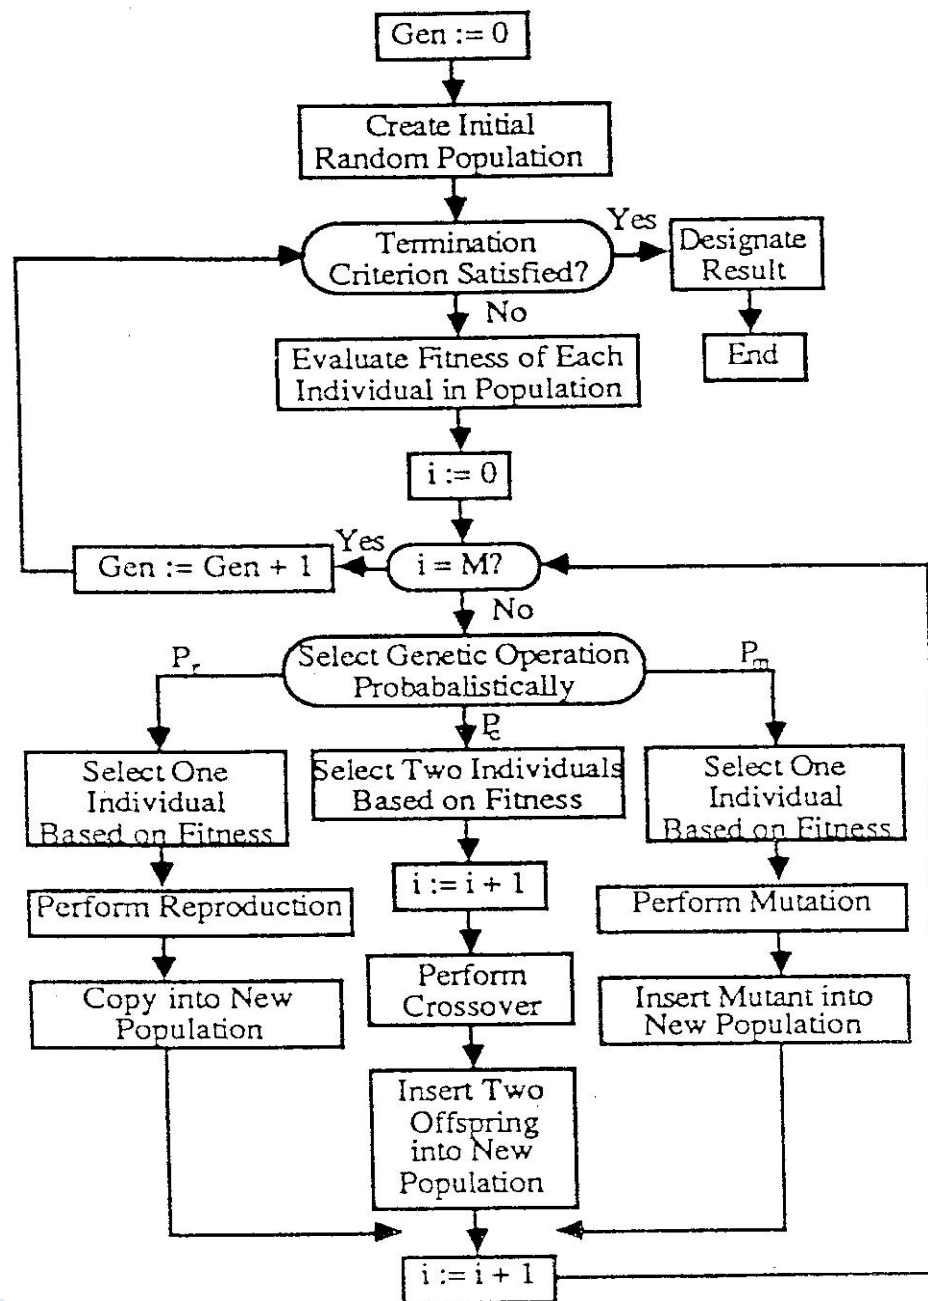 Gen := 0
Create Initial
Random Population
Termination
Criterion Satisfied?
Yes
Designate
Result
End
No
Evaluate Fitness of Each
Individual in Population
i := 0
i = M?
Yes
Gen := Gen + 1
No
Select Genetic Operation
Probabalistically
Pr
Pc
Pm
Select One
Individual
Based on Fitness
Perform Reproduction
Copy into New
Population
Select Two Individuals
Based on Fitness
i := i + 1
Perform
Crossover
Insert Two
Offspring
into New
Population
Select One
Individual
Based on Fitness
Perform Mutation
Insert Mutant into
New Population
i := i + 1